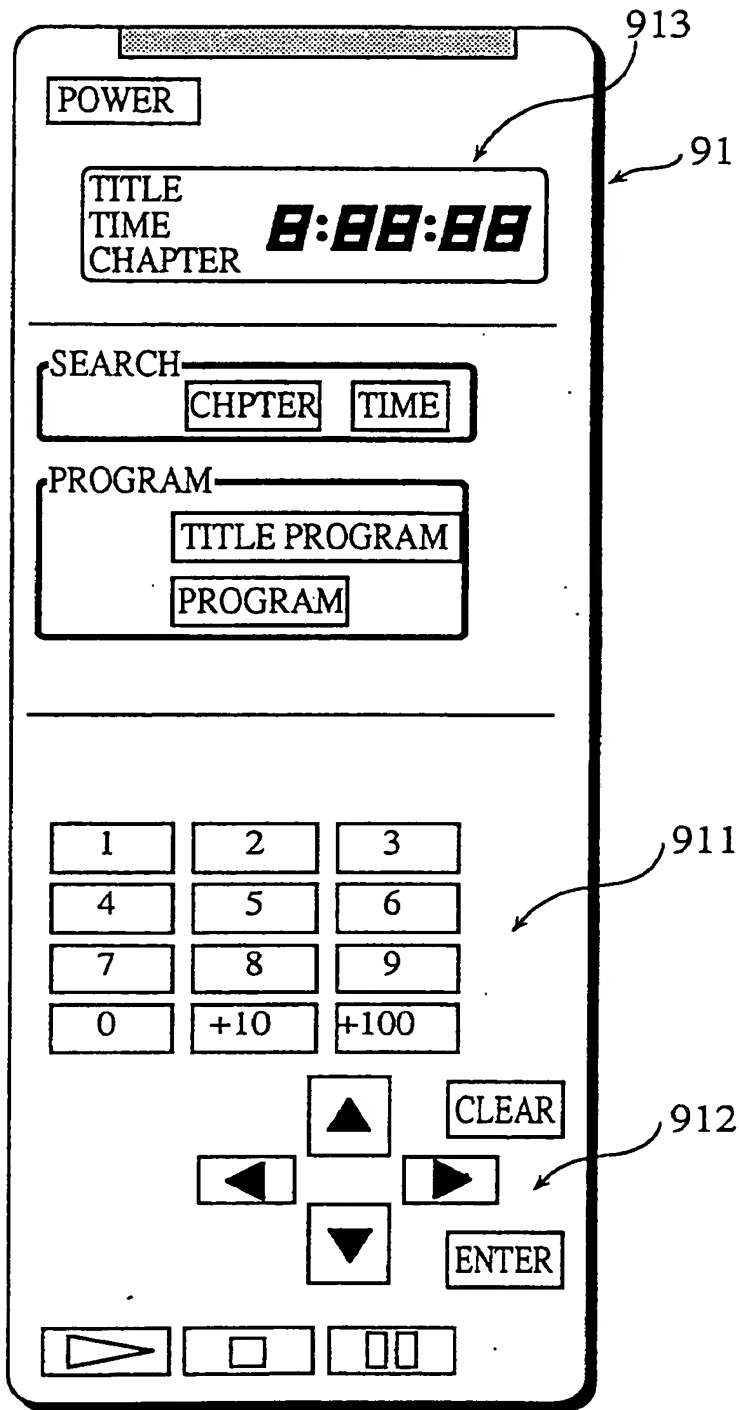 913
POWER
91
TITLE
TIME
CHAPTER
8:88:88
SEARCH
CHPTER TIME
PROGRAM
TITLE PROGRAM
PROGRAM
1 2 3
911
4 5 6
7 8 9
0 +10 +100
CLEAR
912
ENTER